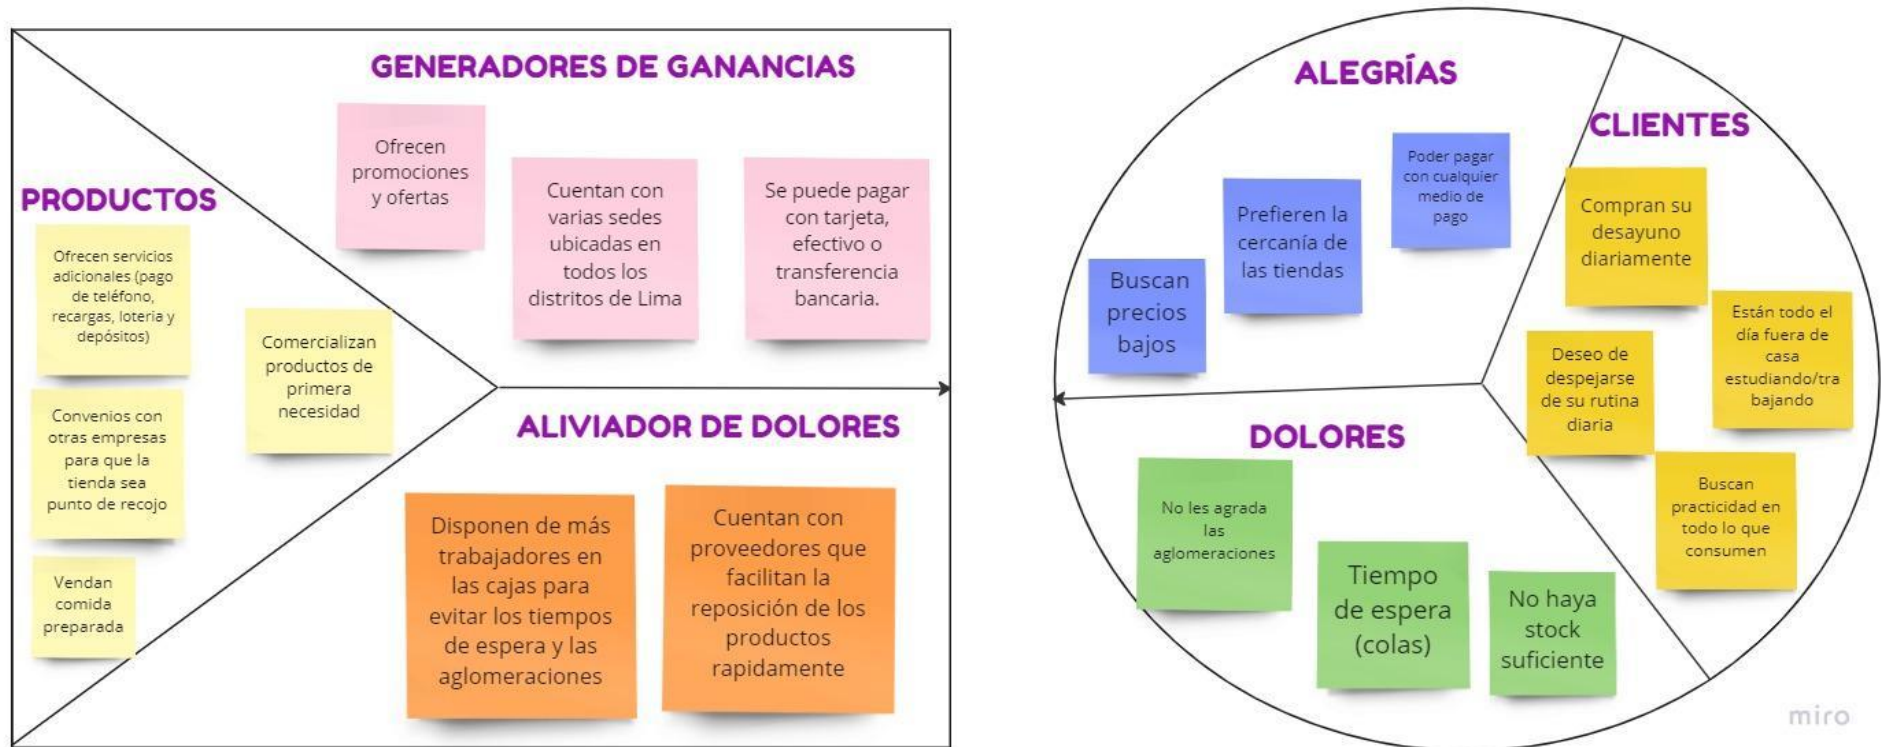 GENERADORES DE GANANCIAS
Ofrecen
promociones
y ofertas
Cuentan con
varias sedes
ubicadas en
todos los
distritos de Lima
Se puede pagar
con tarjeta,
efectivo o
transferencia
bancaria.
PRODUCTOS
Ofrecen servicios
adicionales (pago
de teléfono,
recargas, loteria y
depósitos)
Comercializan
productos de
primera
necesidad
Convenios con
otras empresas
para que la
tienda sea
punto de recojo
Vendan
comida
preparada
ALIVIADOR DE DOLORES
Disponen de más
trabajadores en
las cajas para
evitar los tiempos
de espera y las
aglomeraciones
Cuentan con
proveedores que
facilitan la
reposición de los
productos
rapidamente
ALEGRÍAS
Buscan
precios
bajos
Prefieren la
cercanía de
las tiendas
Poder pagar
con cualquier
medio de
pago
CLIENTES
Compran su
desayuno
diariamente
Están todo el
día fuera de
casa
estudiando/tra
bajando
Deseo de
despejarse
de su rutina
diaria
Buscan
practicidad en
todo lo que
consumen
DOLORES
No les agrada
las
aglomeraciones
Tiempo
de espera
(colas)
No haya
stock
suficiente
miro